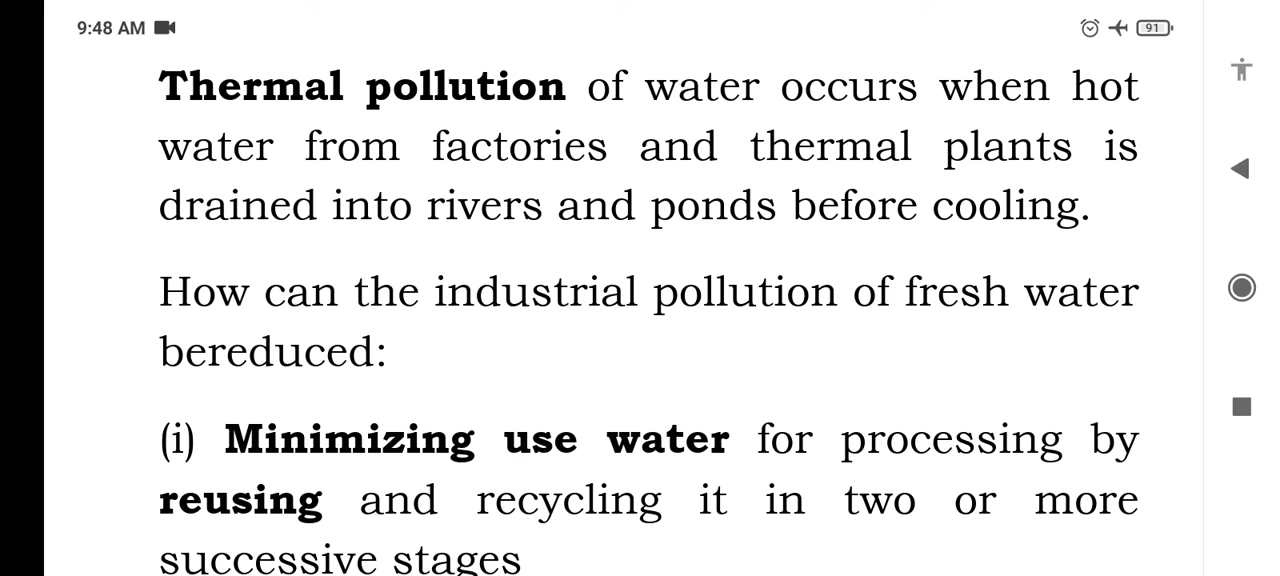 9:48 AM
91
Thermal pollution of water occurs when hot
water from factories and thermal plants is
drained into rivers and ponds before cooling.
How can the industrial pollution of fresh water
bereduced:
(i) Minimizing use water for processing by
reusing and recycling it in two or more
successive stages